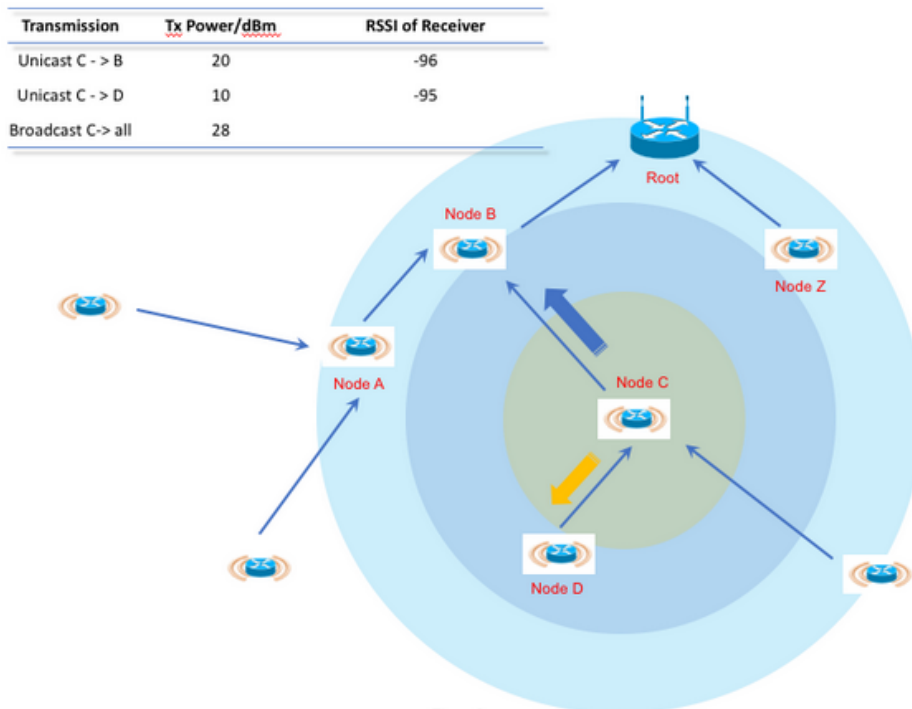 Transmission Tx Power/dBm RSSI of Receiver
Unicast C - > B 20 -96
Unicast C - > D 10 -95
Broadcast C-> all 28
Root
Node B
Node Z
Node A
Node C
Node D